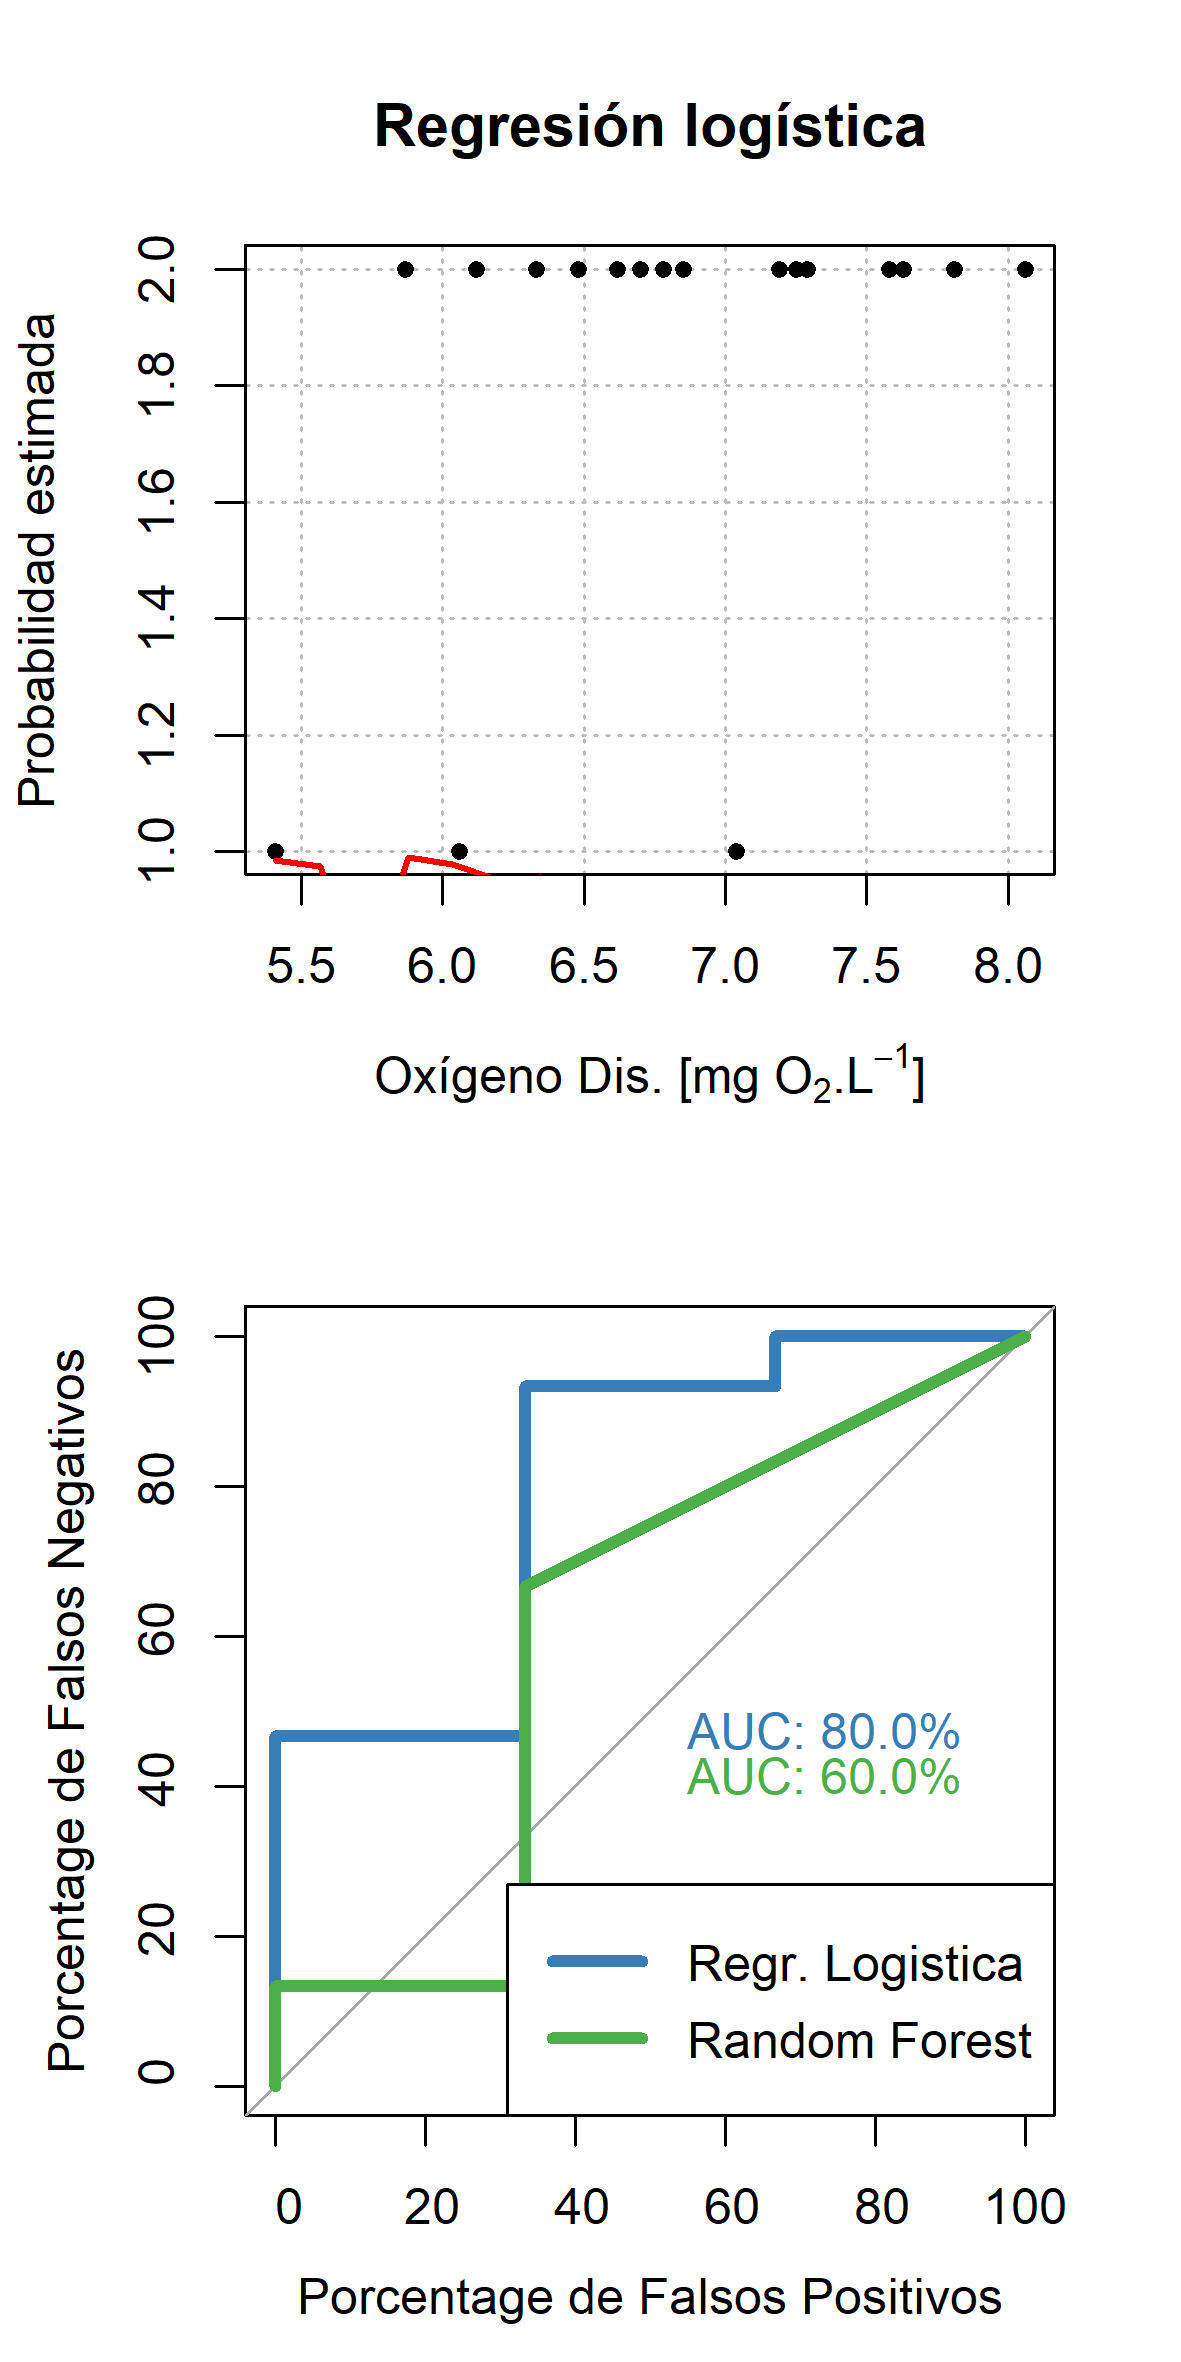 Regresión logística
Probabilidad estimada
2.0
1.8
1.6
1.4
1.2
1.0
5.5 6.0 6.5 7.0 7.5 8.0
Oxígeno Dis. [mg O₂.L⁻¹]
Porcentage de Falsos Negativos
100
80
60
40
20
0
AUC: 80.0%
AUC: 60.0%
Regr. Logistica
Random Forest
0 20 40 60 80 100
Porcentage de Falsos Positivos